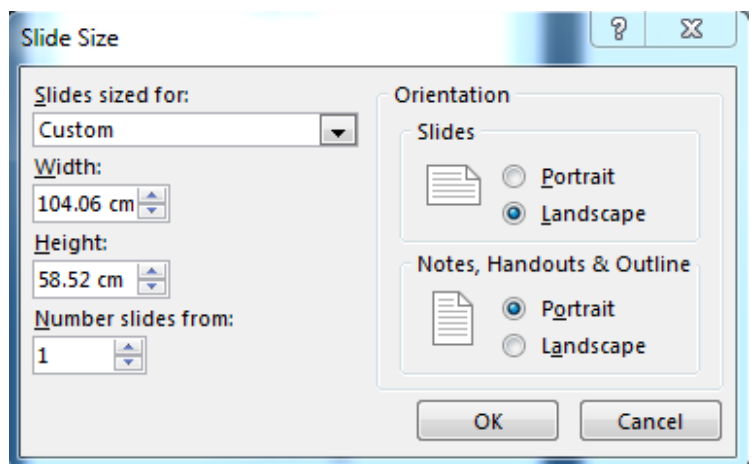 Slide Size
Slides sized for:
Custom
Width:
104.06 cm
Height:
58.52 cm
Number slides from:
1
Orientation
Slides
Portrait
Landscape
Notes, Handouts & Outline
Portrait
Landscape
OK
Cancel